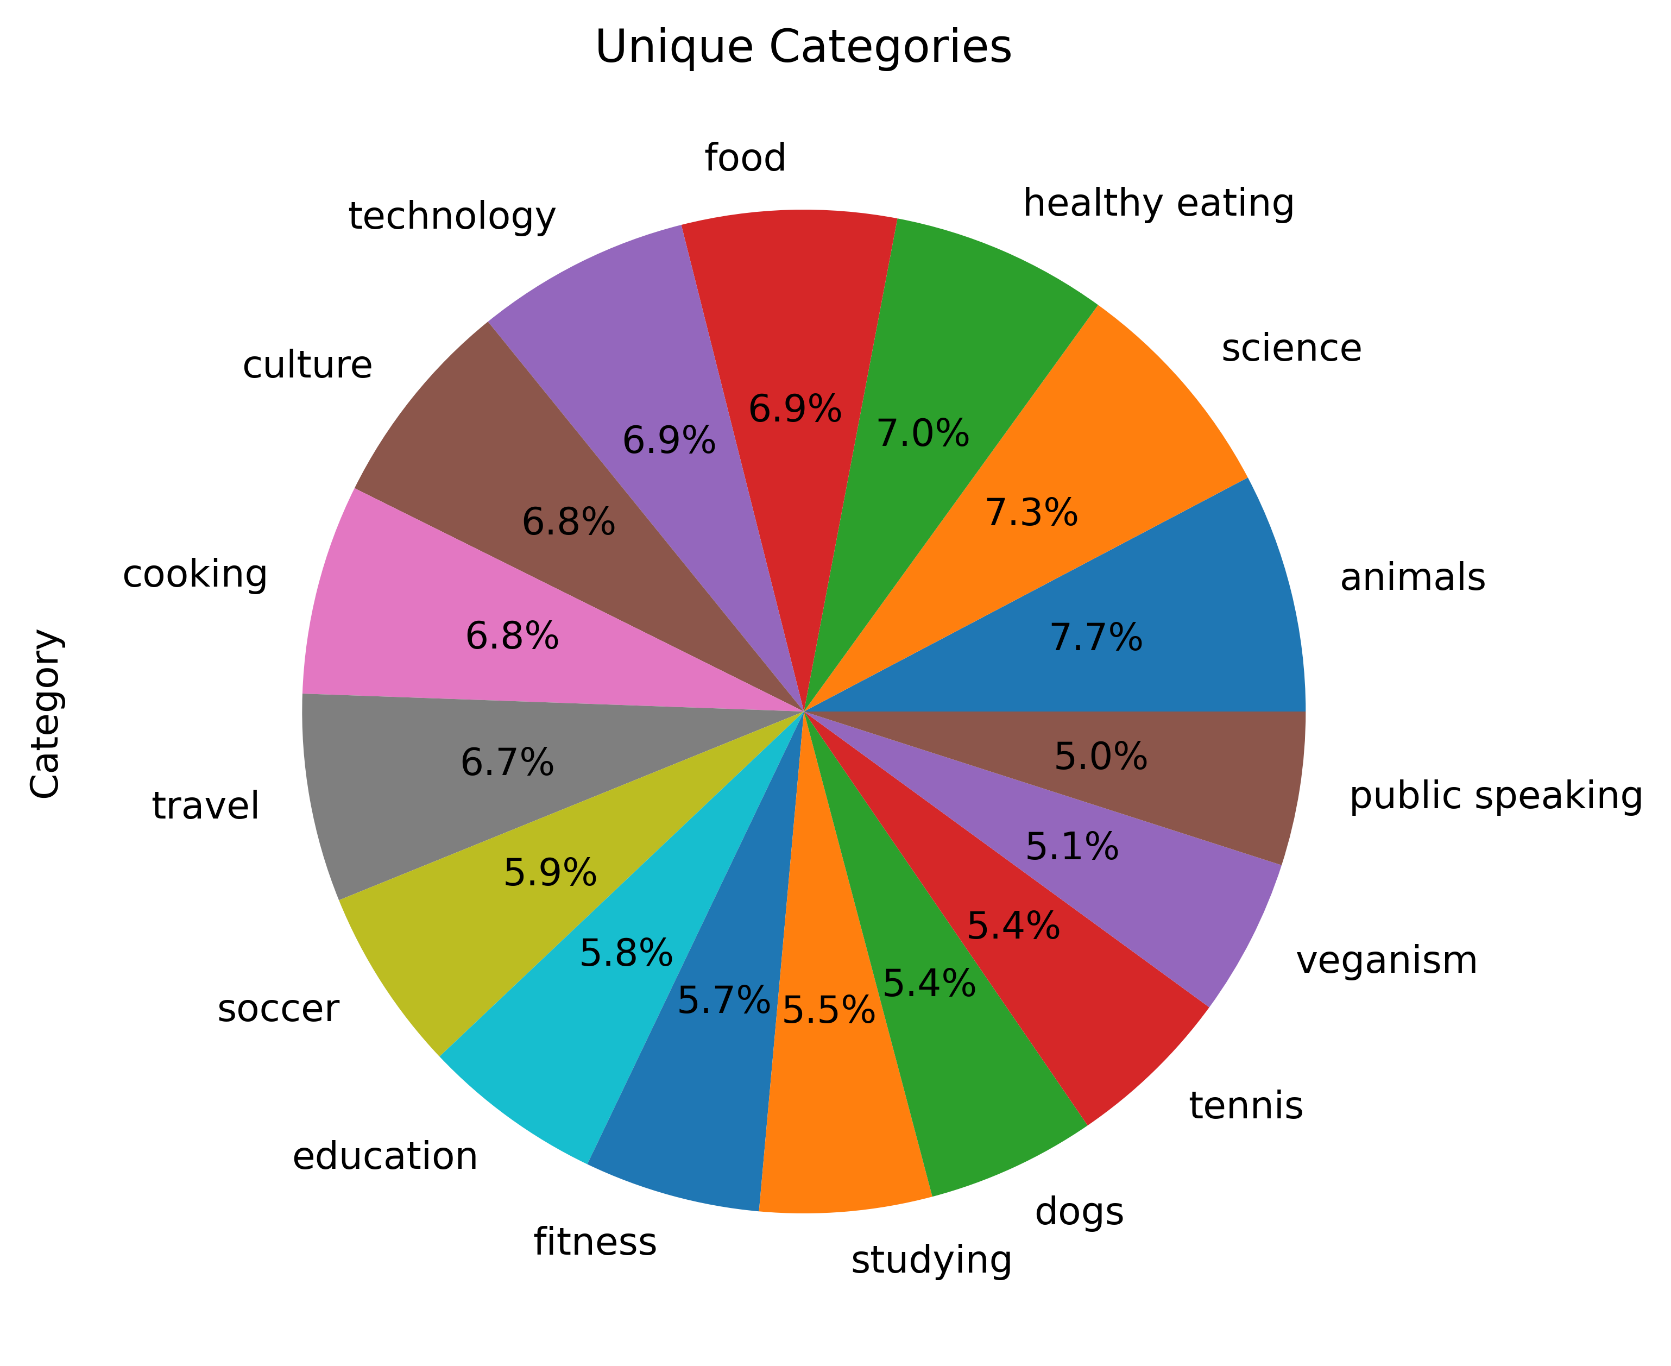 Unique Categories
food
healthy eating
technology
science
culture
6.9%
7.0%
6.9%
7.3%
6.8%
cooking
animals
6.8%
7.7%
Category
6.7%
5.0%
travel
public speaking
5.9%
5.1%
5.8%
5.4%
5.7%
5.5%
5.4%
veganism
soccer
tennis
education
dogs
fitness
studying